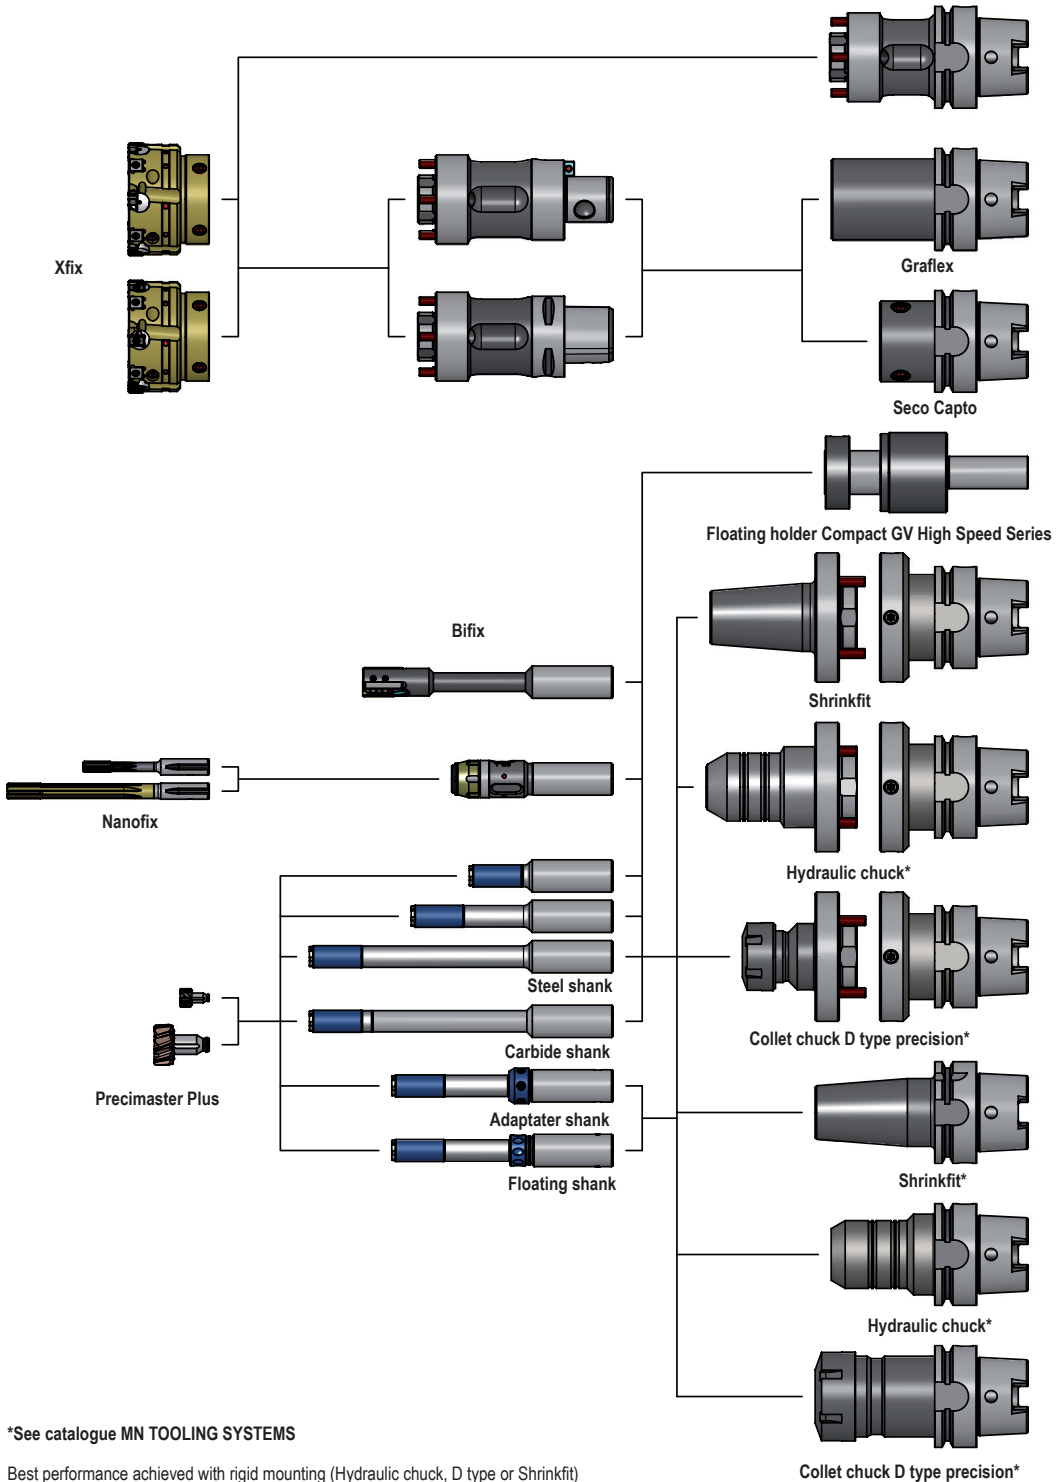 Xfix
Graflex
Seco Capto
Floating holder Compact GV High Speed Series
Bifix
Shrinkfit
Nanofix
Hydraulic chuck*
Steel shank
Collet chuck D type precision*
Carbide shank
Precimaster Plus
Adaptater shank
Shrinkfit*
Floating shank
Hydraulic chuck*
*See catalogue MN TOOLING SYSTEMS
Collet chuck D type precision*
Best performance achieved with rigid mounting (Hydraulic chuck, D type or Shrinkfit)